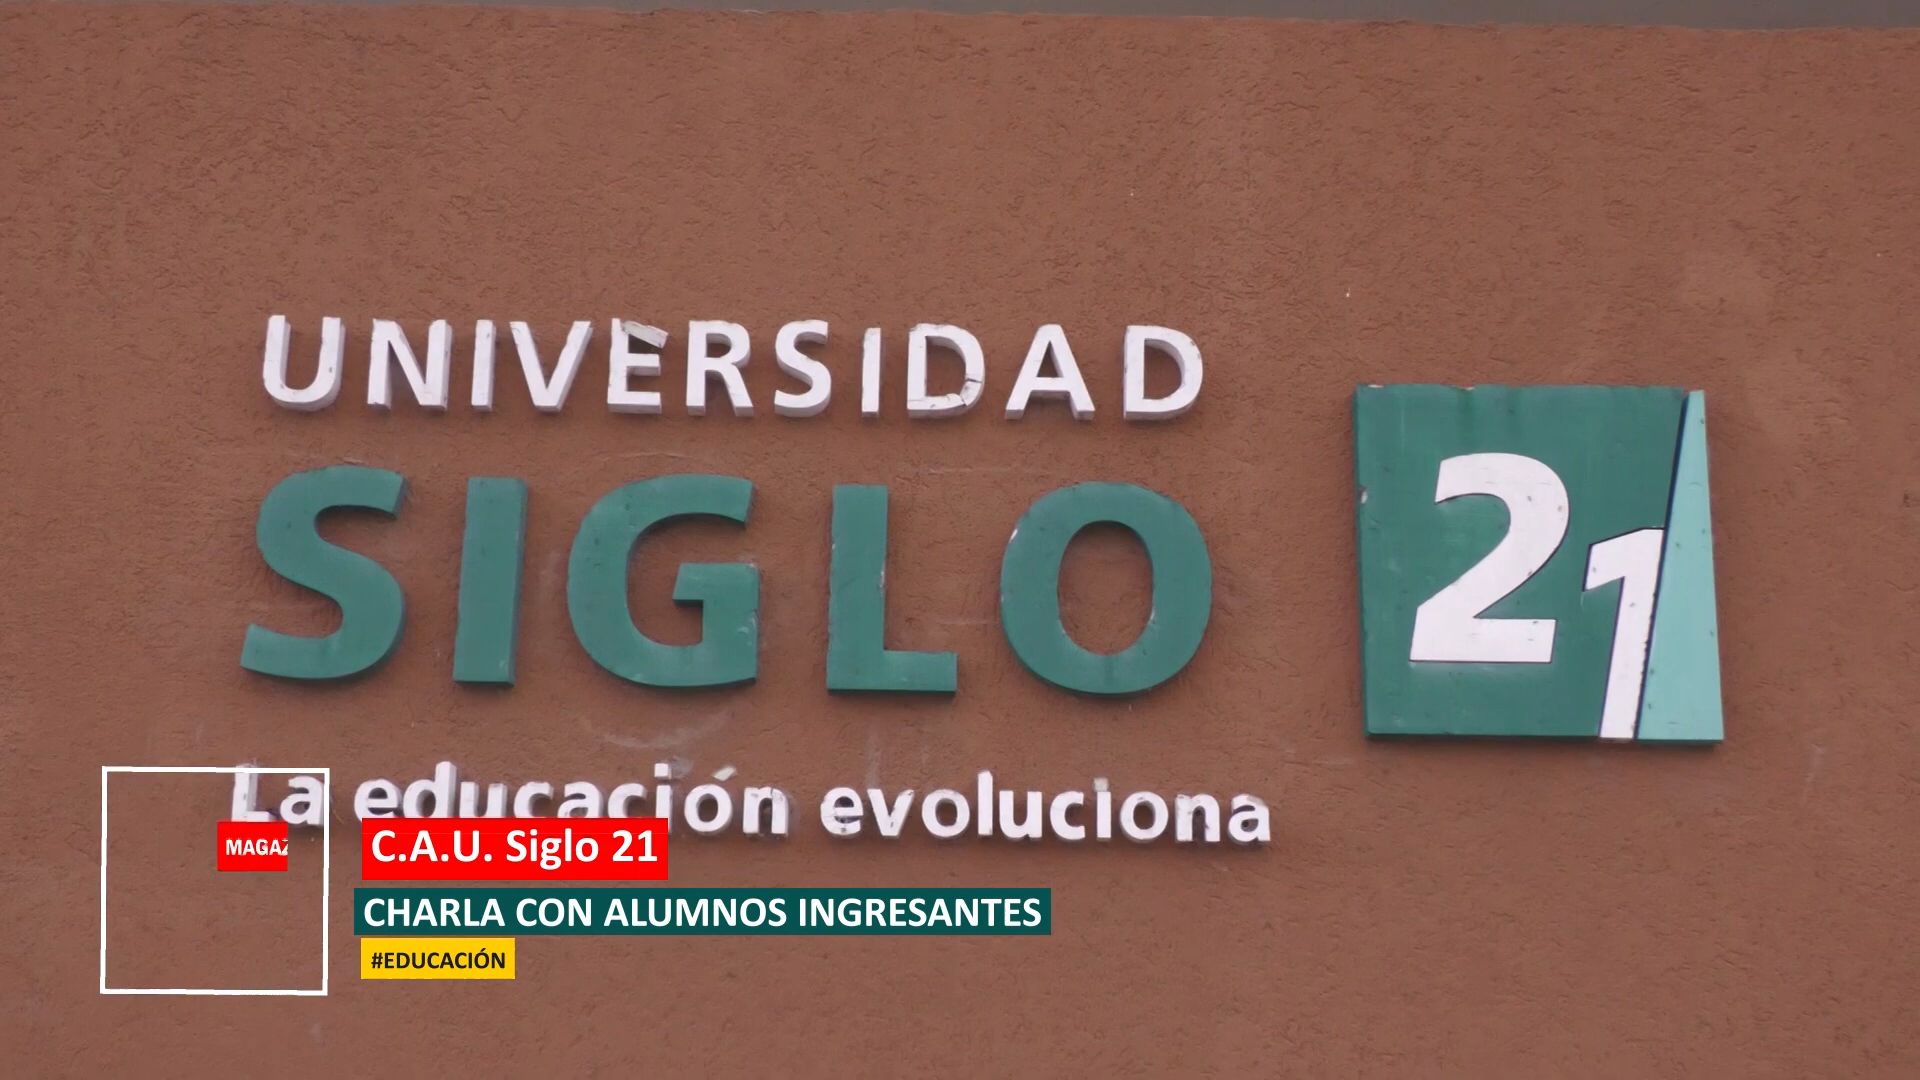 UNIVERSIDAD
SIGLO
21
La educación evoluciona
MAGAZ
C.A.U. Siglo 21
CHARLA CON ALUMNOS INGRESANTES
#EDUCACIÓN